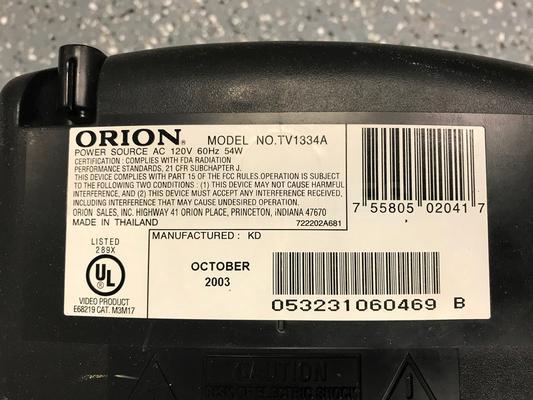 ORION® MODEL NO.TV1334A
POWER SOURCE AC 120V 60Hz 54W
CERTIFICATION : COMPLIES WITH FDA RADIATION
PERFORMANCE STANDARDS, 21 CFR SUBCHAPTER J.
THIS DEVICE COMPLIES WITH PART 15 OF THE FCC RULES.OPERATION IS
SUBJECT TO THE FOLLOWING TWO CONDITIONS : (1) THIS DEVICE MAY NOT CAUSE HARMFUL
INTERFERENCE, AND (2) THIS DEVICE MUST ACCEPT ANY INTERFERENCE RECEIVED,
INCLUDING INTERFERENCE THAT MAY CAUSE UNDESIRED OPERATION.
ORION SALES, INC. HIGHWAY 41 ORION PLACE, PRINCETON, INDIANA 47670
MADE IN THAILAND 722202A681
7 55805 02041 7
LISTED
289X
UL
®
VIDEO PRODUCT
E68219 CAT. M3M17
MANUFACTURED : KD
OCTOBER
2003
053231060469 B
CAUTION
RISK OF ELECTRIC SHOCK